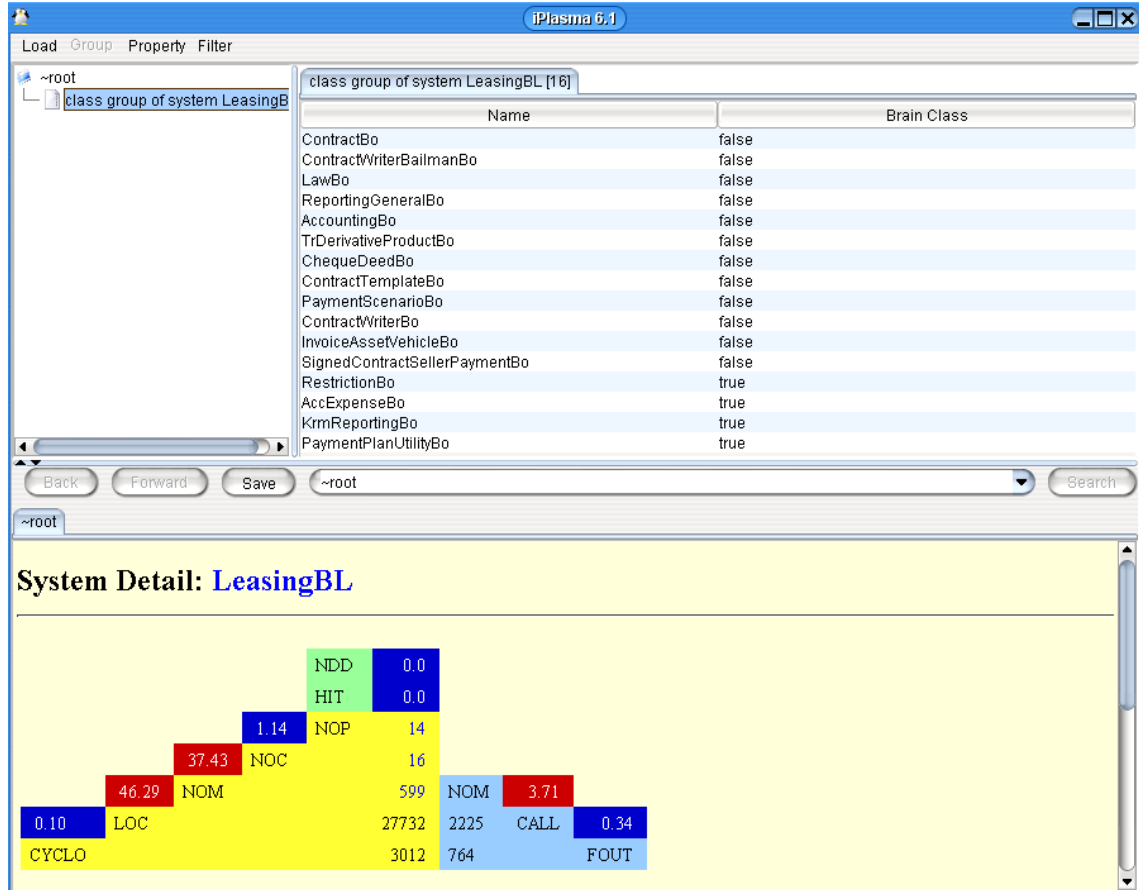 iPlasma 6.1
Load Group Property Filter
~root
class group of system LeasingB
class group of system LeasingBL [16]
Name Brain Class
ContractBo false
ContractWriterBailmanBo false
LawBo false
ReportingGeneralBo false
AccountingBo false
TrDerivativeProductBo false
ChequeDeedBo false
ContractTemplateBo false
PaymentScenarioBo false
ContractWriterBo false
InvoiceAssetVehicleBo false
SignedContractSellerPaymentBo false
RestrictionBo true
AccExpenseBo true
KrmReportingBo true
PaymentPlanUtilityBo true
Back Forward Save ~root Search
~root
System Detail: LeasingBL
NDD 0.0
HIT 0.0
1.14 NOP 14
37.43 NOC 16
46.29 NOM 599 NOM 3.71
0.10 LOC 27732 2225 CALL 0.34
CYCLO 3012 764 FOUT